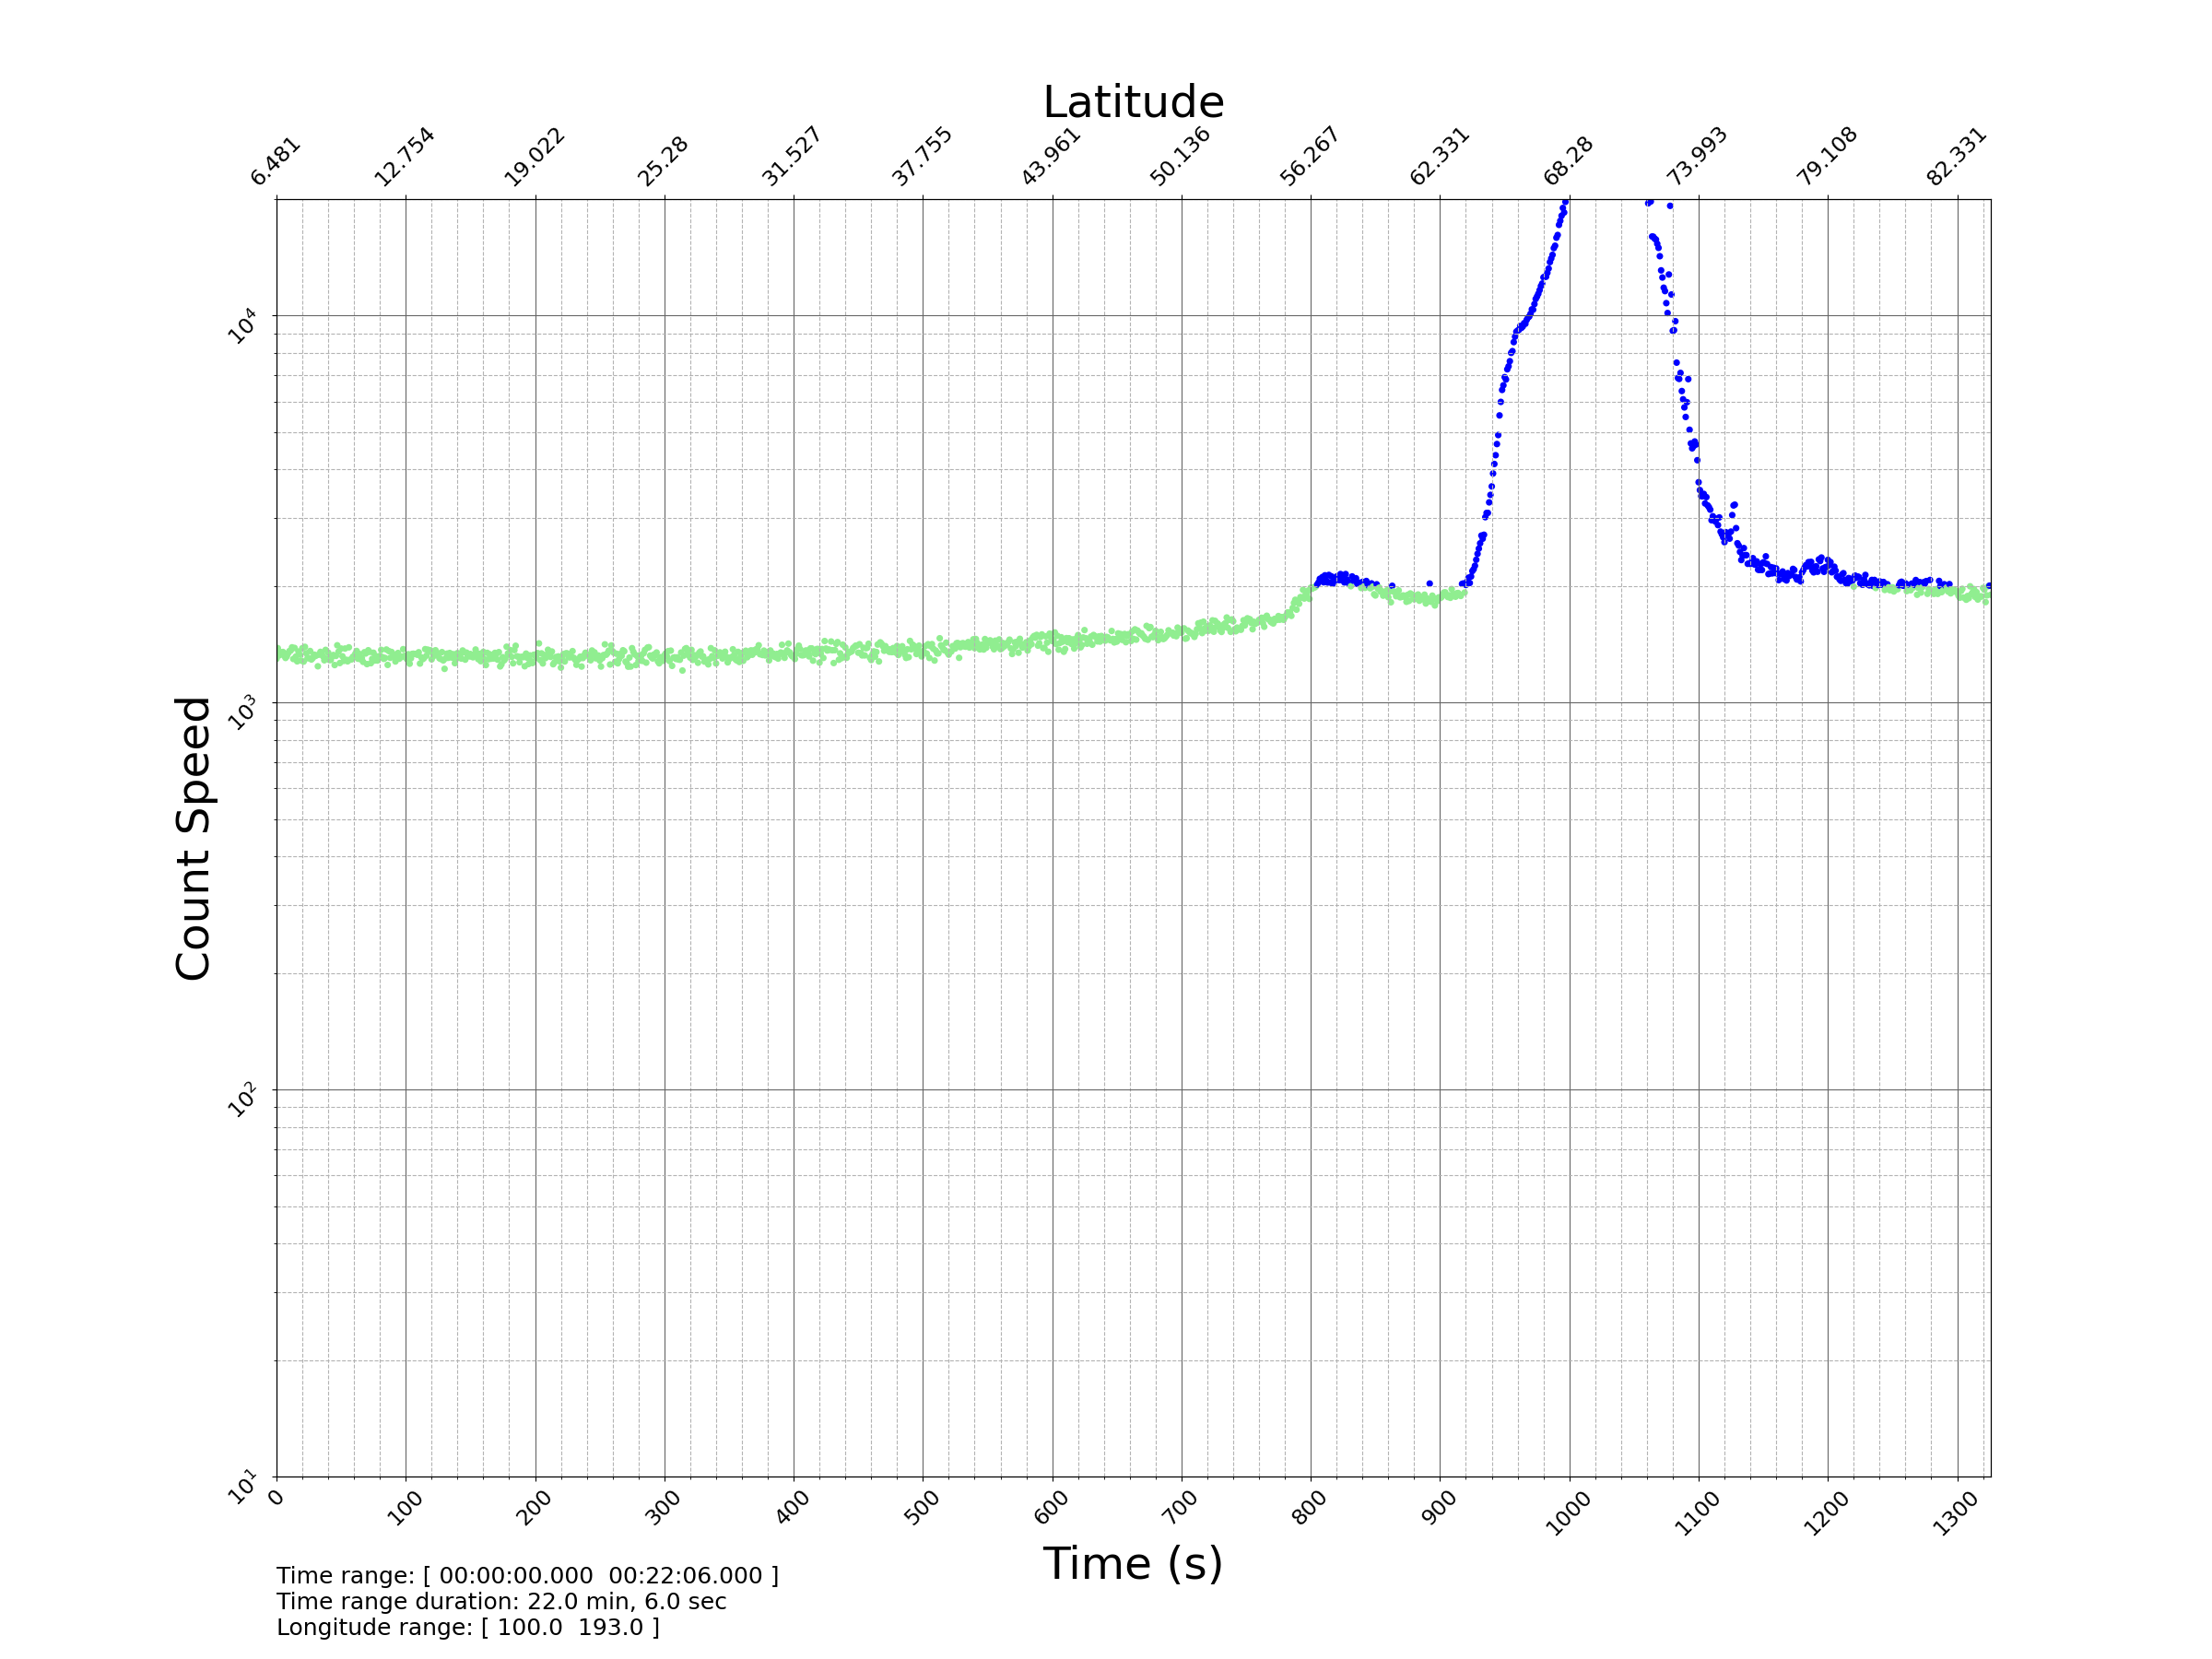 Latitude
6.481 12.754 19.022 25.28 31.527 37.755 43.961 50.136 56.267 62.331 68.28 73.993 79.108 82.331
Count Speed
10⁴
10³
10²
10¹
0 100 200 300 400 500 600 700 800 900 1000 1100 1200 1300
Time (s)
Time range: [ 00:00:00.000  00:22:06.000 ]
Time range duration: 22.0 min, 6.0 sec
Longitude range: [ 100.0  193.0 ]